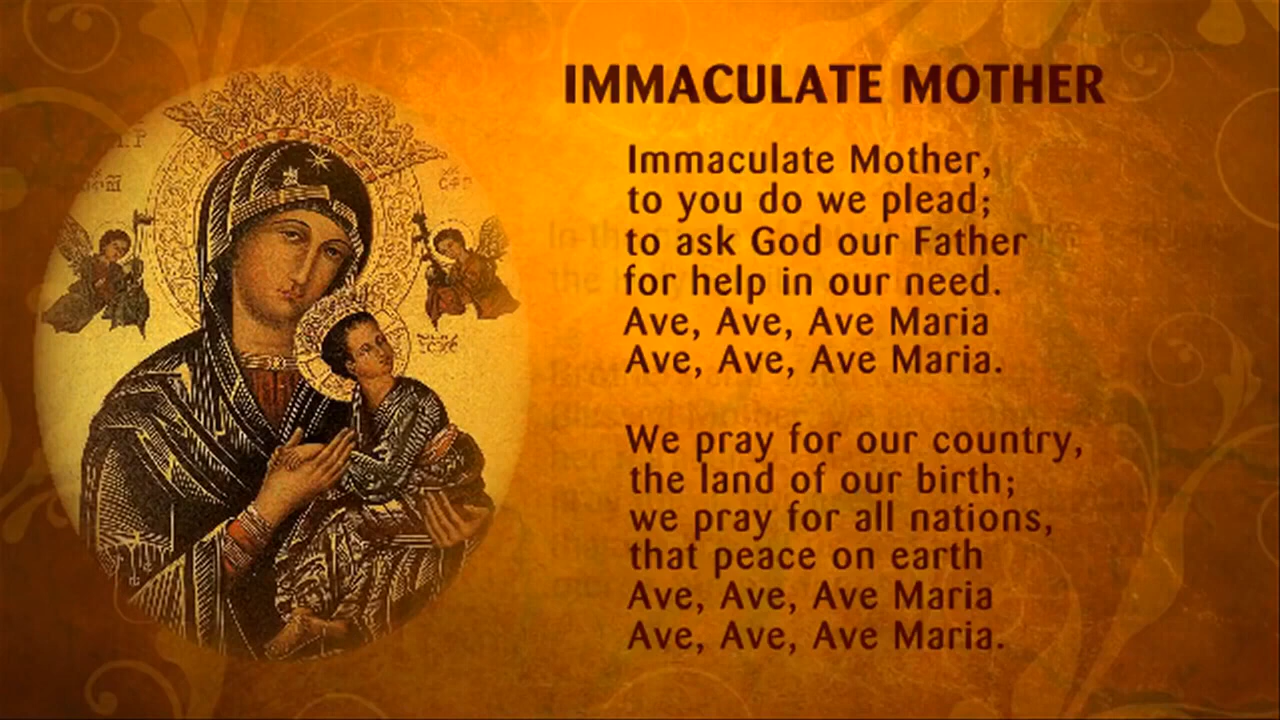 IMMACULATE MOTHER
Immaculate Mother,
to you do we plead;
to ask God our Father
for help in our need.
Ave, Ave, Ave Maria
Ave, Ave, Ave Maria.
We pray for our country,
the land of our birth;
we pray for all nations,
that peace on earth
Ave, Ave, Ave Maria
Ave, Ave, Ave Maria.